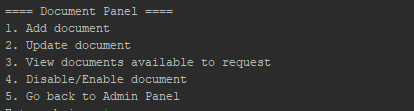 ==== Document Panel ====
1. Add document
2. Update document
3. View documents available to request
4. Disable/Enable document
5. Go back to Admin Panel